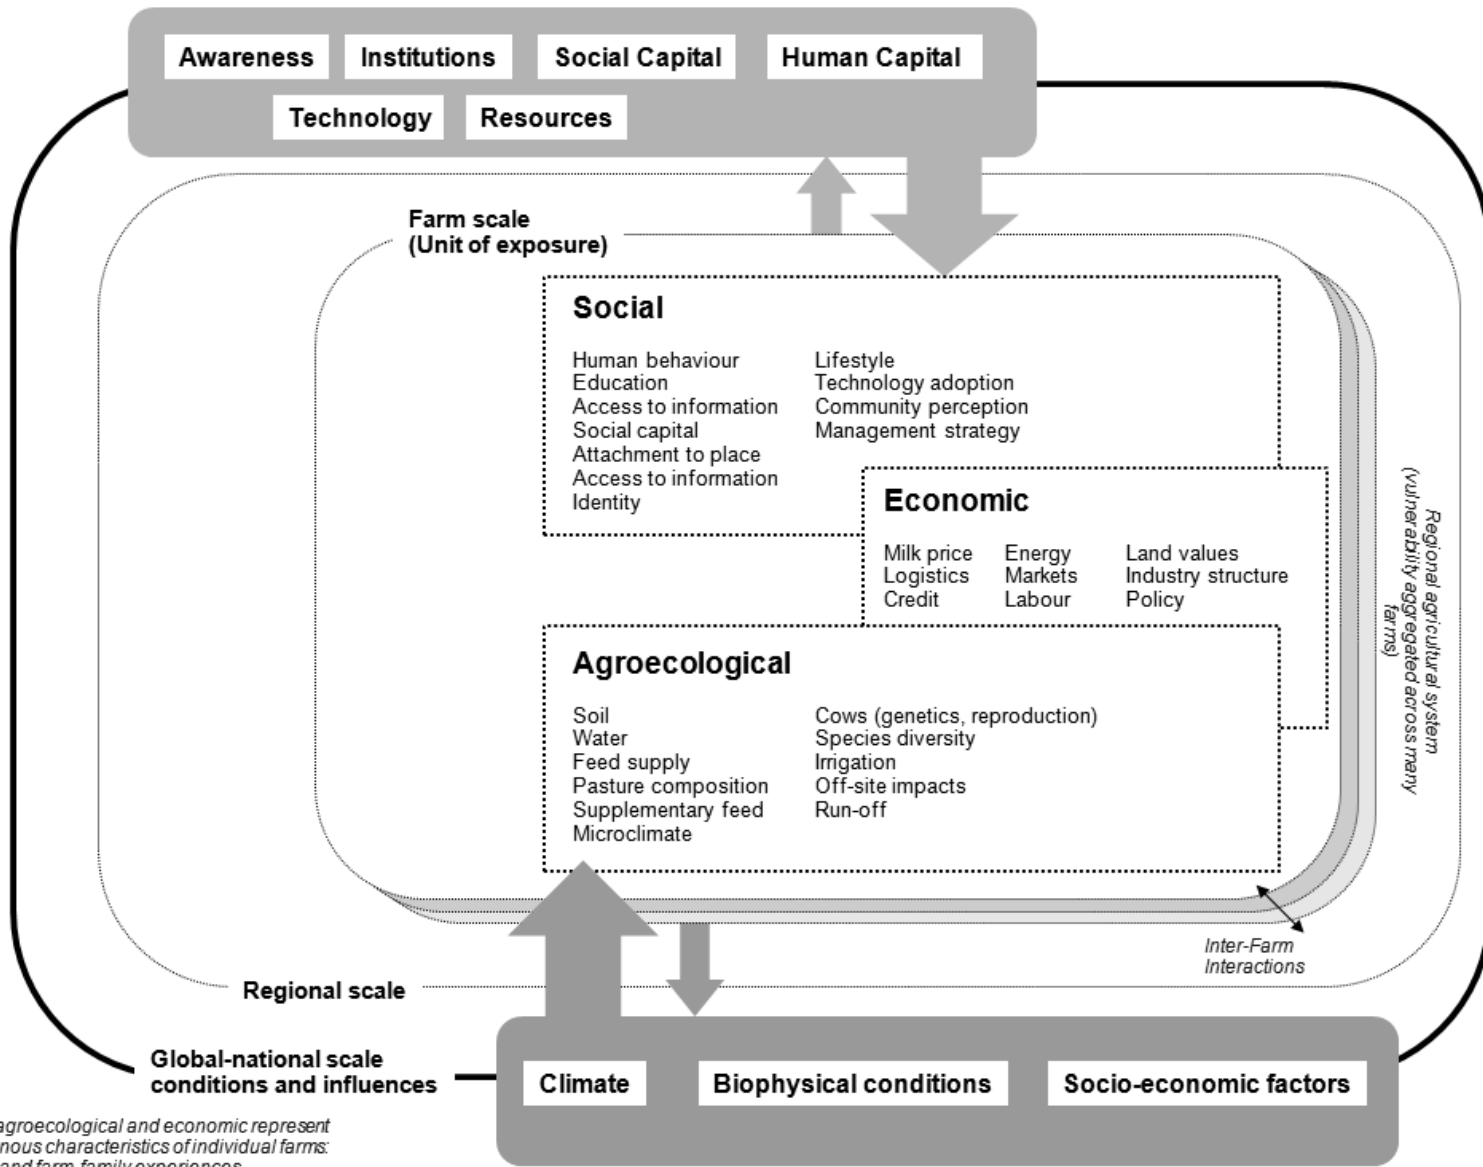 Awareness Institutions Social Capital Human Capital
Technology Resources
Farm scale
(Unit of exposure)
Social
Human behaviour
Education
Access to information
Social capital
Attachment to place
Access to information
Identity
Lifestyle
Technology adoption
Community perception
Management strategy
Economic
Milk price
Logistics
Credit
Energy
Markets
Labour
Land values
Industry structure
Policy
Agroecological
Soil
Water
Feed supply
Pasture composition
Supplementary feed
Microclimate
Cows (genetics, reproduction)
Species diversity
Irrigation
Off-site impacts
Run-off
Regional agricultural system
(vulnerability aggregated across many
farms)
Inter-Farm
Interactions
Regional scale
Global-national scale
conditions and influences
Climate Biophysical conditions Socio-economic factors
agroecological and economic represent
characteristics of individual farms:
and farm-family experiences